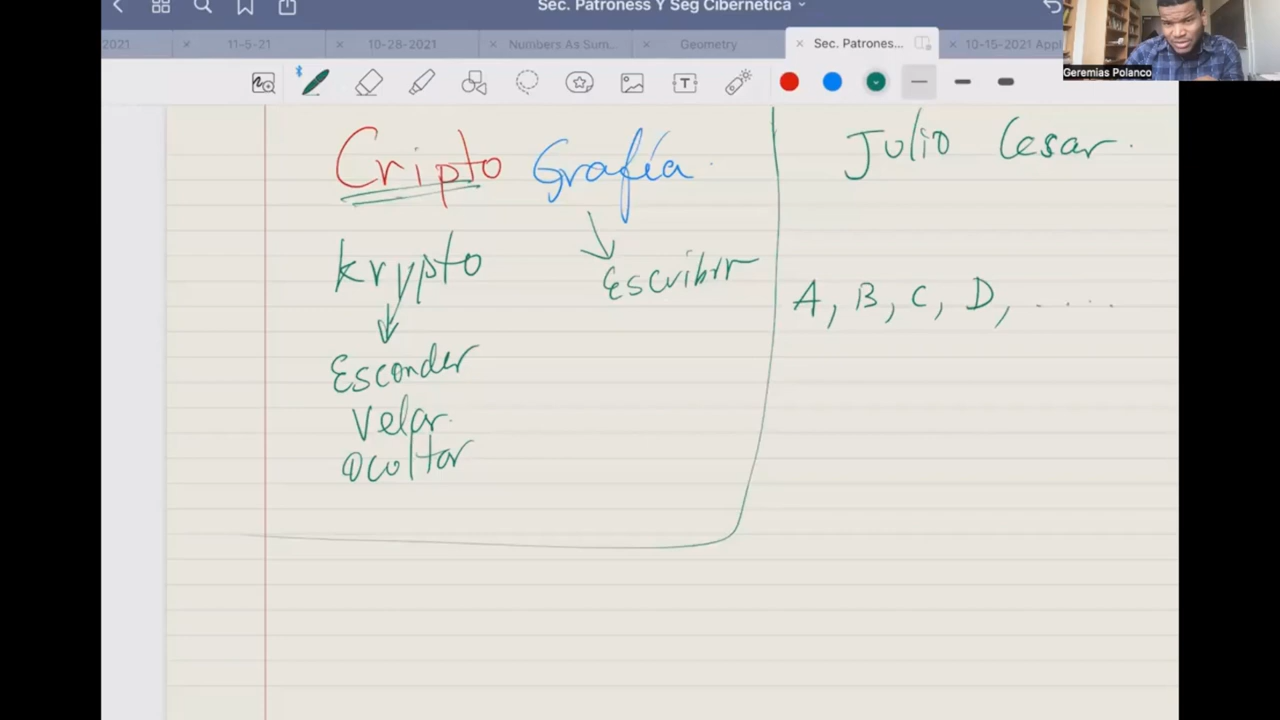 Sec. Patroness Y Seg Cibernetica
2021
11-5-21
10-28-2021
Numbers As Sum...
Geometry
Sec. Patrones...
10-15-2021 Appl
Geremias Polanco
Cripto Grafía
Krypto
Escribir
Esconder
Velar
Ocultar
Julio Cesar.
A, B, C, D, .....